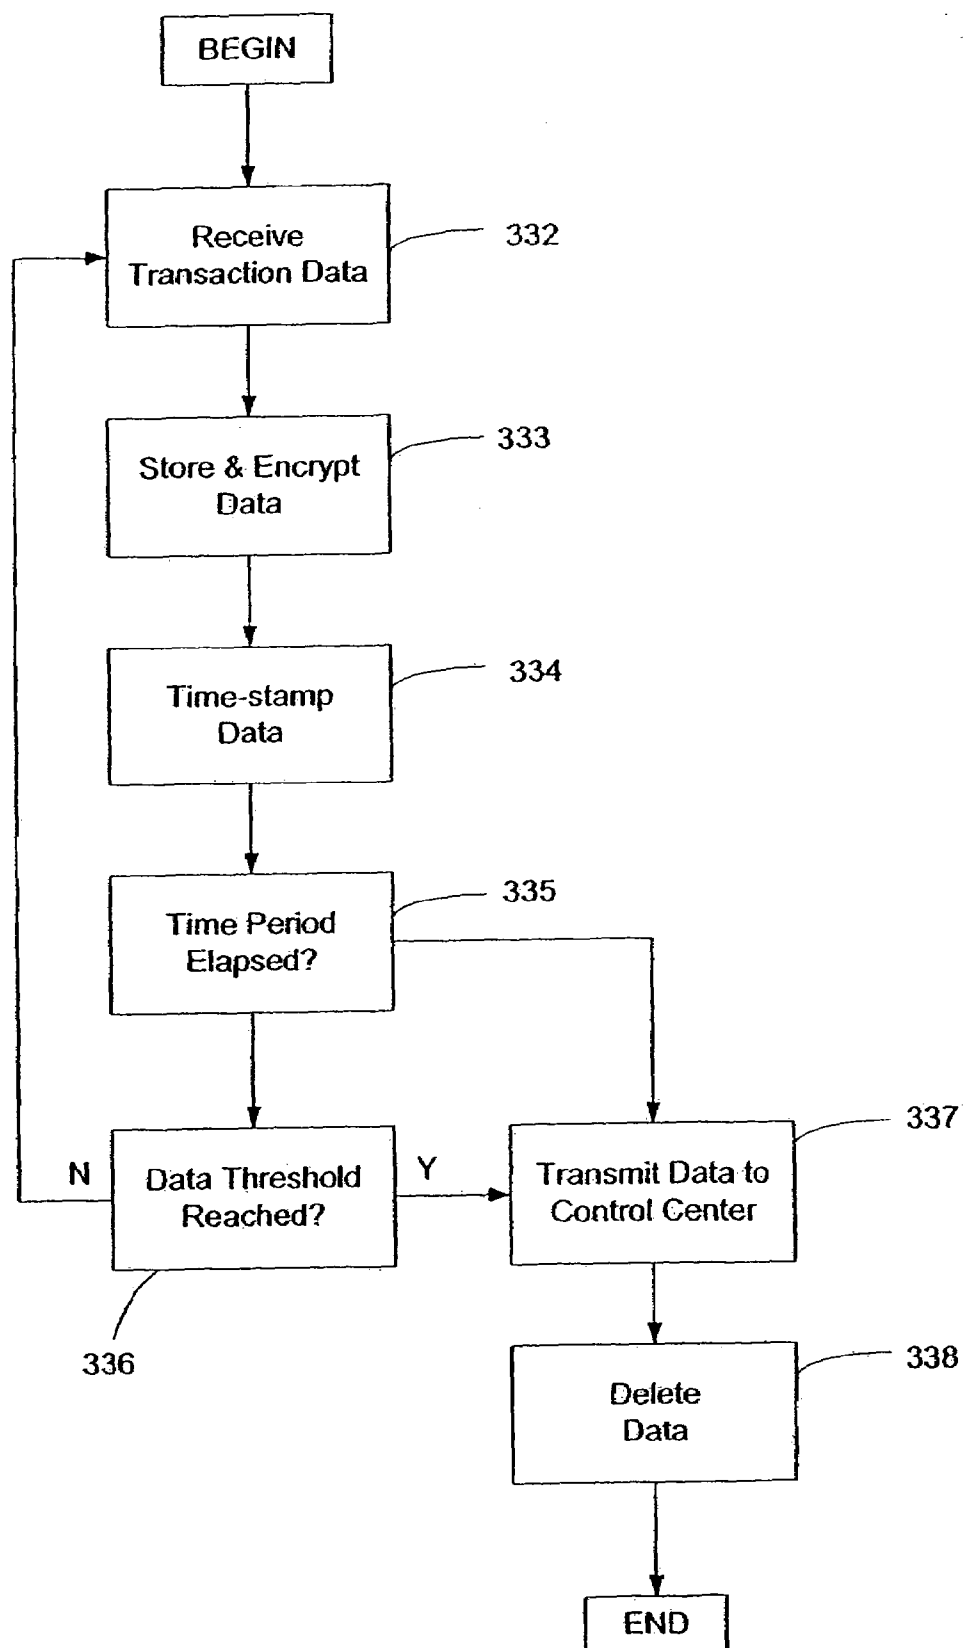 BEGIN
Receive
Transaction Data
332
Store & Encrypt
Data
333
Time-stamp
Data
334
Time Period
Elapsed?
335
N
Data Threshold
Reached?
Y
336
Transmit Data to
Control Center
337
Delete
Data
338
END